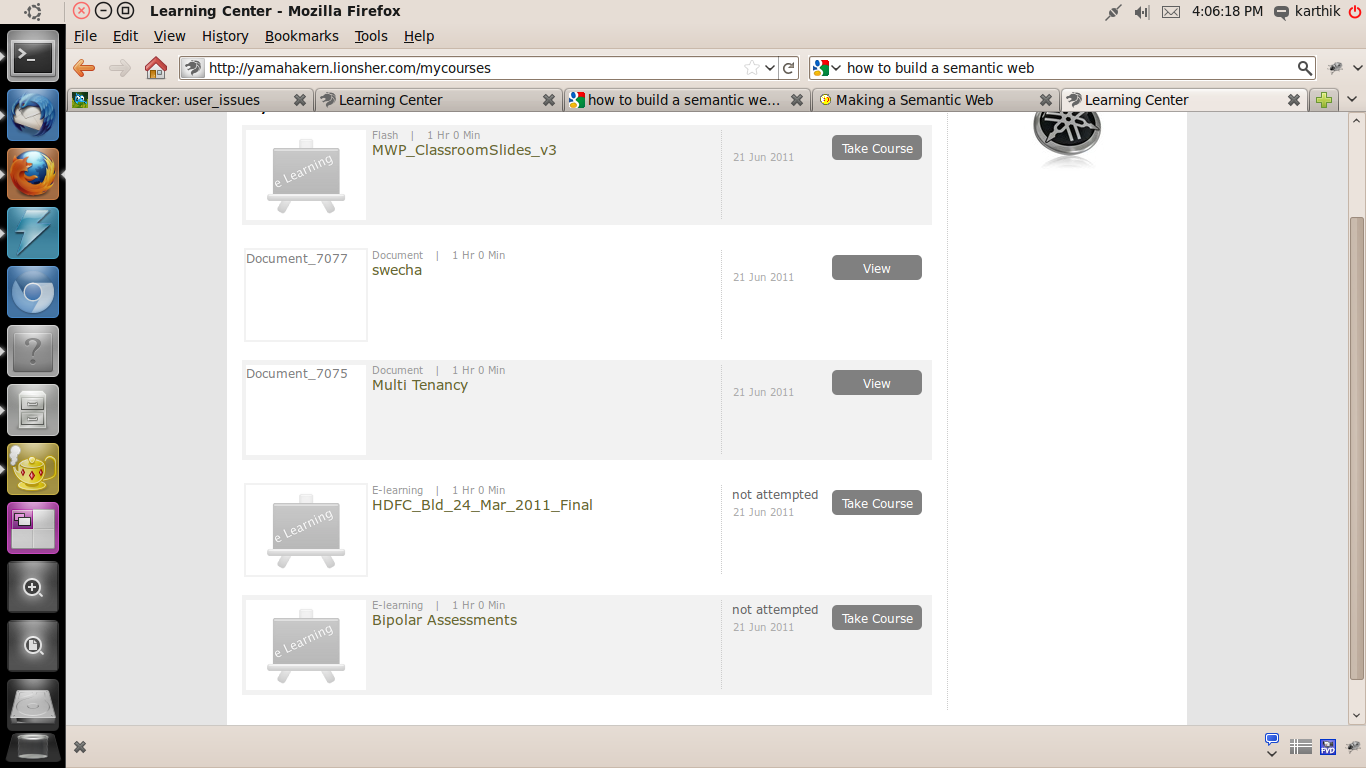 Learning Center - Mozilla Firefox
4:06:18 PM
karthik
File Edit View History Bookmarks Tools Help
http://yamahakern.lionsher.com/mycourses
how to build a semantic web
Issue Tracker: user_issues
Learning Center
how to build a semantic we...
Making a Semantic Web
Learning Center
e Learning
Flash | 1 Hr 0 Min
MWP_ClassroomSlides_v3
21 Jun 2011
Take Course
Document_7077
Document | 1 Hr 0 Min
swecha
21 Jun 2011
View
Document_7075
Document | 1 Hr 0 Min
Multi Tenancy
21 Jun 2011
View
e Learning
E-learning | 1 Hr 0 Min
HDFC_Bld_24_Mar_2011_Final
not attempted
21 Jun 2011
Take Course
e Learning
E-learning | 1 Hr 0 Min
Bipolar Assessments
not attempted
21 Jun 2011
Take Course